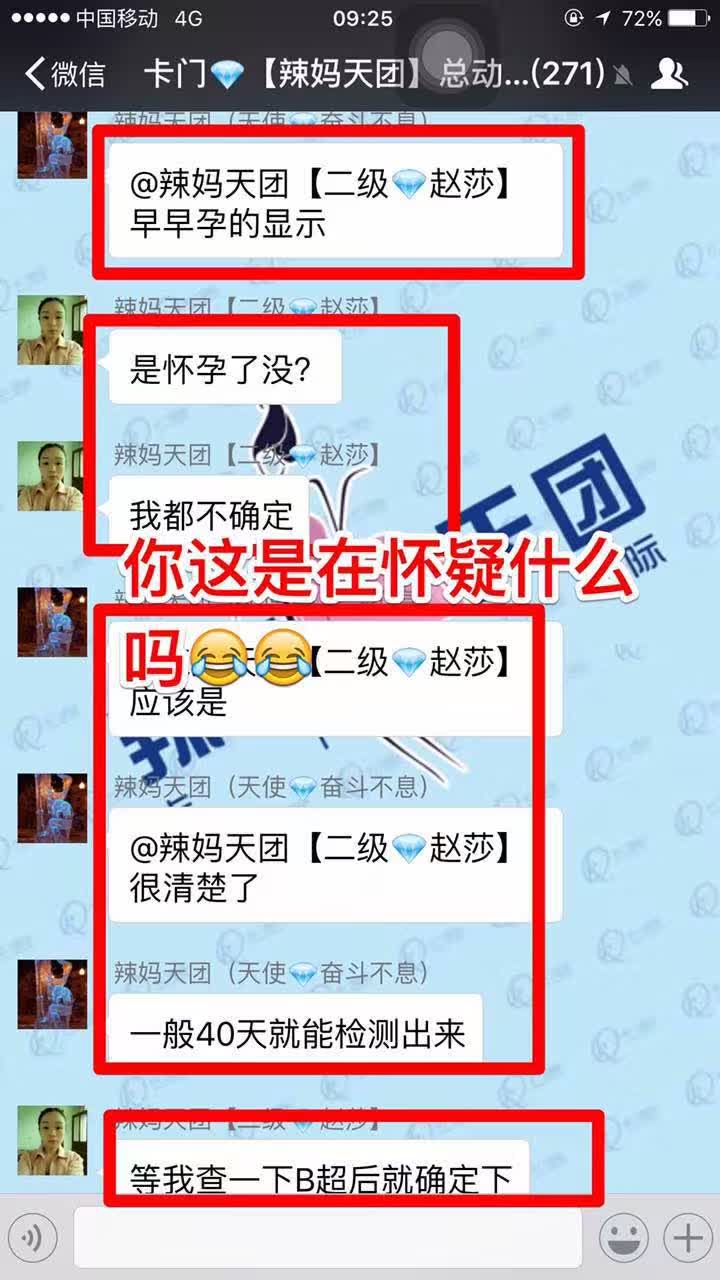 中国移动 4G 09:25 72%
微信 卡门💎【辣妈天团】总动...(271)
辣妈天团（天使💎奋斗不息）
@辣妈天团【二级💎赵莎】
早早孕的显示
辣妈天团【二级💎赵莎】
是怀孕了没?
辣妈天团【二级💎赵莎】
我都不确定
天团
际
你这是在怀疑什么
吗😂😂
【二级💎赵莎】
应该是
辣妈天团（天使💎奋斗不息）
@辣妈天团【二级💎赵莎】
很清楚了
辣妈天团（天使💎奋斗不息）
一般40天就能检测出来
辣妈天团【二级💎赵莎】
等我查一下B超后就确定下